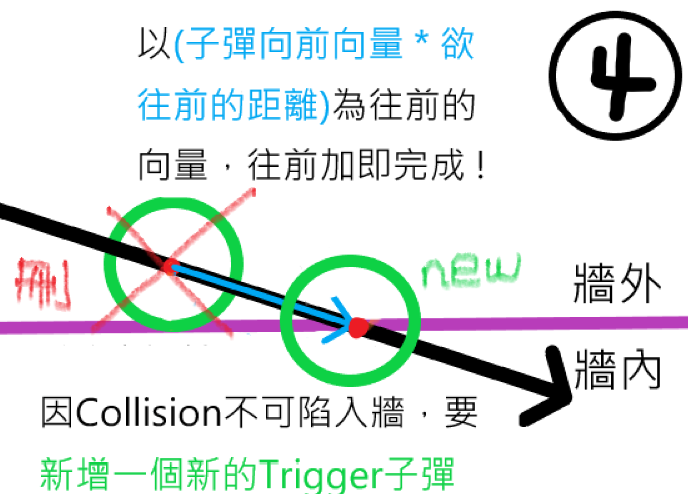 以(子彈向前向量 * 欲
往前的距離)為往前的
向量，往前加即完成！
4
刪
new
牆外
牆內
因Collision不可陷入牆，要
新增一個新的Trigger子彈